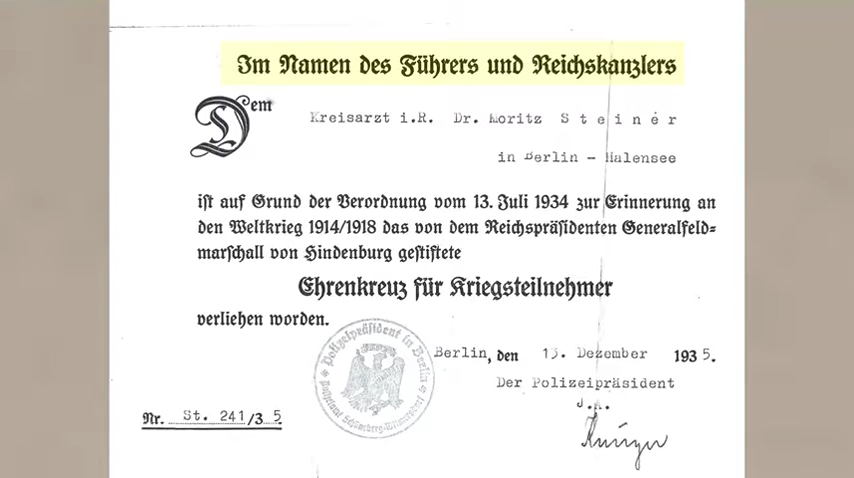 Im Namen des Führers und Reichskanzlers
Dem
Kreisarzt i.R. Dr. Moritz Steiner
in Berlin - Halensee
ist auf Grund der Verordnung vom 13. Juli 1934 zur Erinnerung an
den Weltkrieg 1914/1918 das von dem Reichspräsidenten Generalfeld=
marschall von Hindenburg gestiftete
Ehrenkreuz für Kriegsteilnehmer
verliehen worden.
Polizeipräsident in Berlin
Berlin, den 13. Dezember 1935.
Der Polizeipräsident
J.A.
Nr. St. 241/35